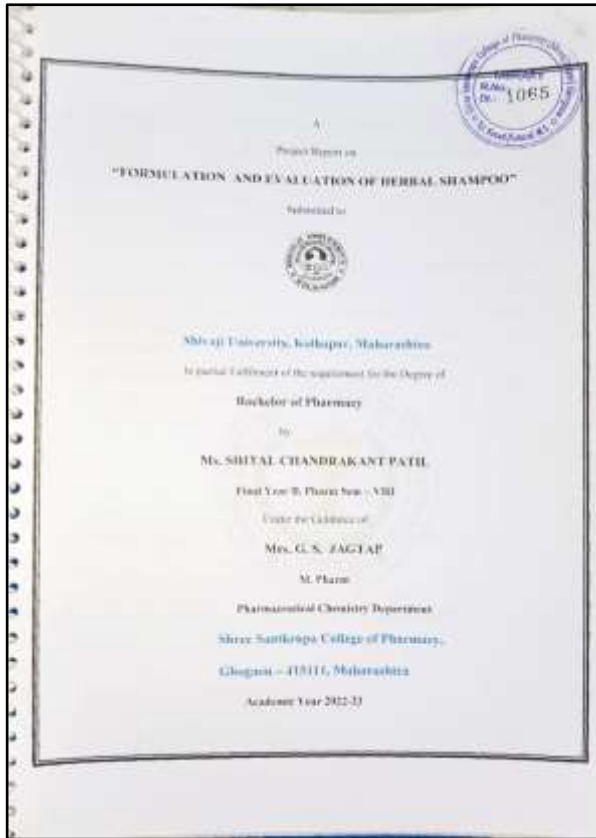 A
Project Report on
"FORMULATION AND EVALUATION OF HERBAL SHAMPOO"
Submitted to
Shivaji University, Kolhapur, Maharashtra
In partial Fulfilment of the requirement for the Degree of
Bachelor of Pharmacy
by
Ms. SHITAL CHANDRAKANT PATIL
Final Year B. Pharm Sem – VIII
Under the Guidance of
Mrs. G. S. JAGTAP
M. Pharm
Pharmaceutical Chemistry Department
Shree Santkrupa College of Pharmacy,
Ghogaon – 415111, Maharashtra
Academic Year 2022-23
1065